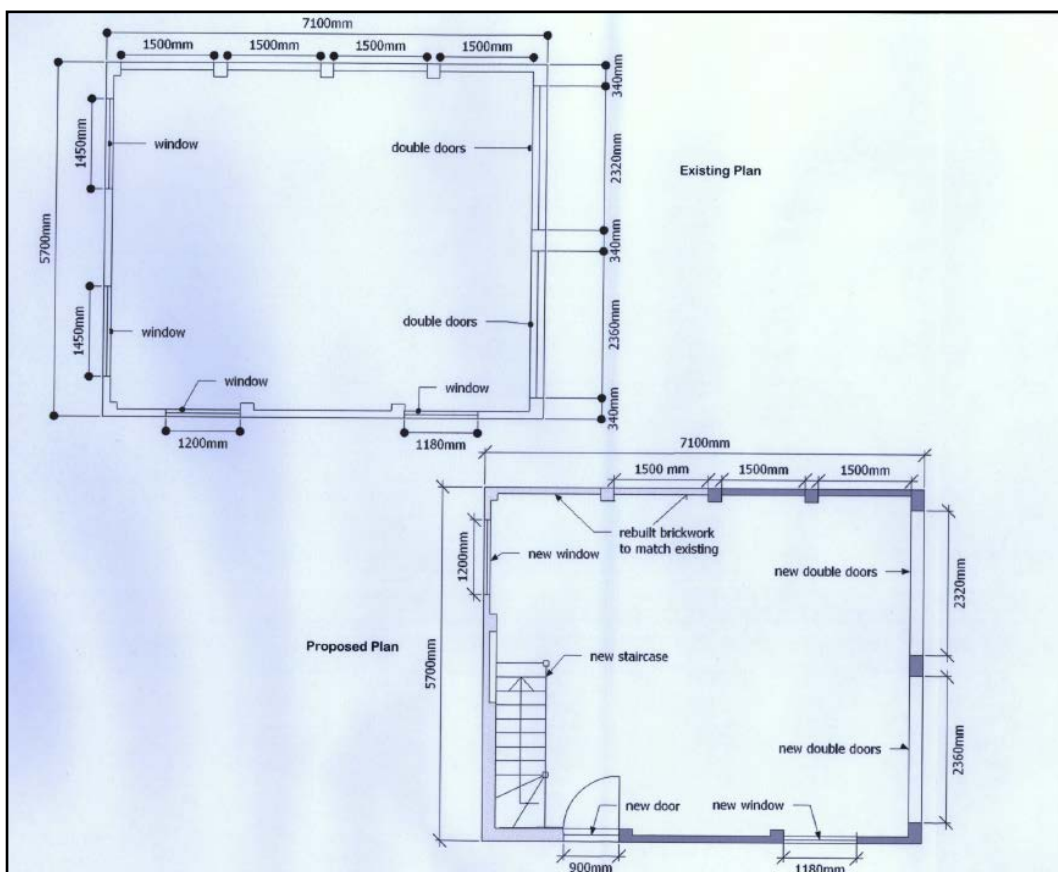 7100mm
1500mm
1500mm
1500mm
1500mm
340mm
1450mm
window
double doors
2320mm
Existing Plan
5700mm
340mm
1450mm
window
double doors
2360mm
window
window
340mm
1200mm
1180mm
7100mm
1500 mm
1500mm
1500mm
rebuilt brickwork
to match existing
1200mm
new window
new double doors
2320mm
Proposed Plan
new staircase
5700mm
new double doors
2360mm
new door
new window
900mm
1180mm